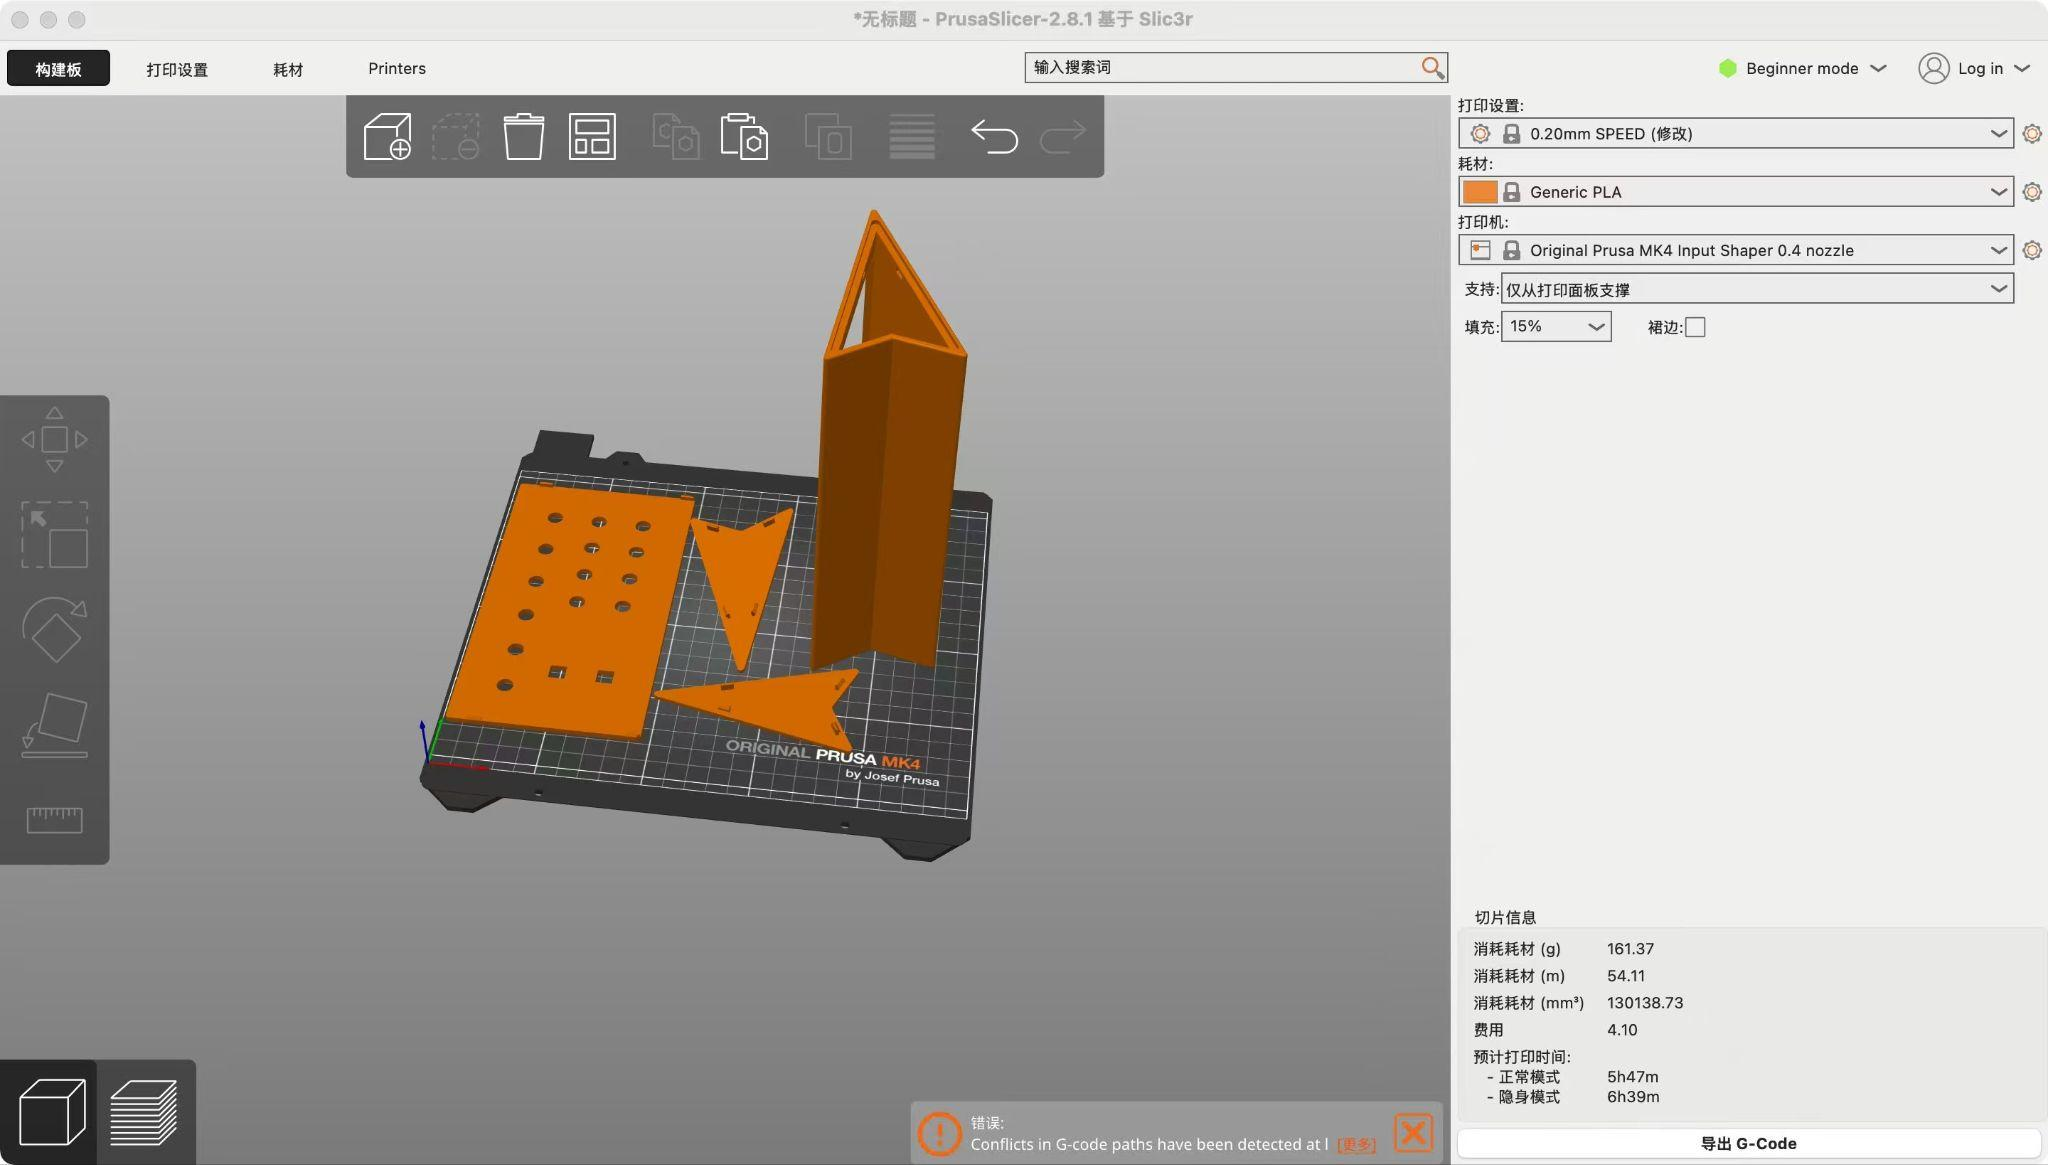 *无标题 - PrusaSlicer-2.8.1 基于 Slic3r
构建板
打印设置
耗材
Printers
输入搜索词
Beginner mode
Log in
打印设置:
0.20mm SPEED (修改)
耗材:
Generic PLA
打印机:
Original Prusa MK4 Input Shaper 0.4 nozzle
支持:
仅从打印面板支撑
填充:
15%
裙边:
ORIGINAL PRUSA MK4
by Josef Prusa
切片信息
消耗耗材 (g) 161.37
消耗耗材 (m) 54.11
消耗耗材 (mm³) 130138.73
费用 4.10
预计打印时间:
- 正常模式 5h47m
- 隐身模式 6h39m
错误:
Conflicts in G-code paths have been detected at l [更多]
导出 G-Code